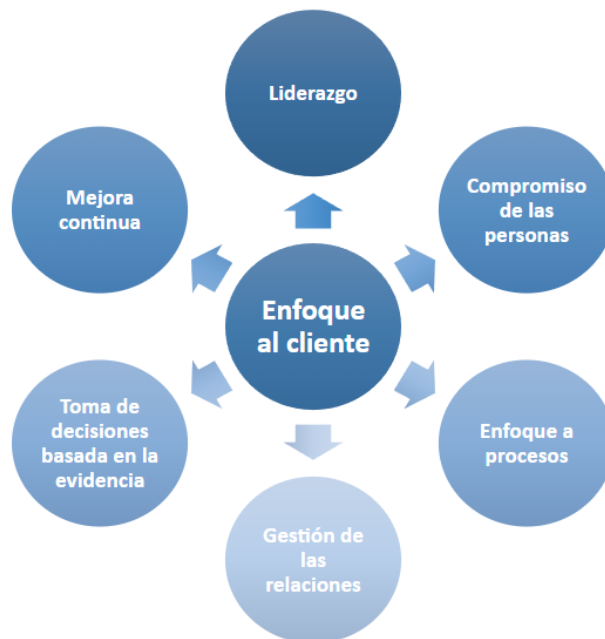 Liderazgo
Compromiso
de las
personas
Enfoque a
procesos
Gestión de
las
relaciones
Toma de
decisiones
basada en la
evidencia
Mejora
continua
Enfoque
al cliente